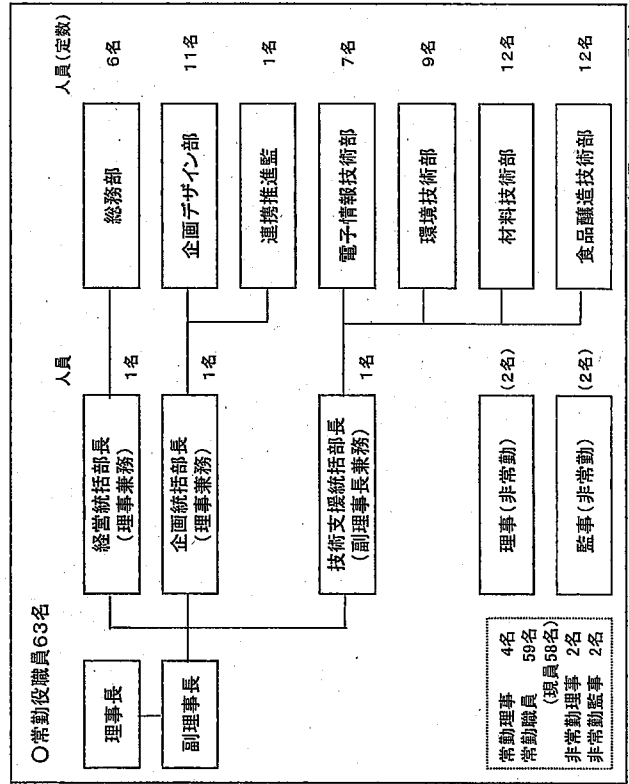 〇常勤役職員63名
人員
人員(定数)
理事長
副理事長
経営統括部長
(理事兼務)
1名
企画統括部長
(理事兼務)
1名
技術支援統括部長
(副理事長兼務)
1名
理事(非常勤)
(2名)
監事(非常勤)
(2名)
総務部
6名
企画デザイン部
11名
連携推進監
1名
電子情報技術部
7名
環境技術部
9名
材料技術部
12名
食品醸造技術部
12名
常勤理事 4名
常勤職員 59名
(現員58名)
非常勤理事 2名
非常勤監事 2名